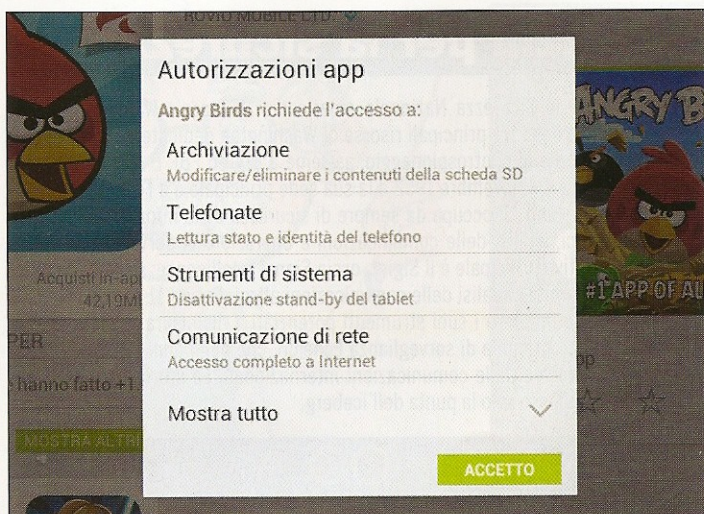 ROVIO MOBILE LTD.
Autorizzazioni app
Angry Birds richiede l'accesso a:
Archiviazione
Modificare/eliminare i contenuti della scheda SD
Telefonate
Lettura stato e identità del telefono
Strumenti di sistema
Disattivazione stand-by del tablet
Comunicazione di rete
Accesso completo a Internet
Mostra tutto
ACCETTO
Acquisti in-app
42,19M
PER
hanno fatto +1.
MOSTRA ALTRI
ANGRY B
#1 APP OF AL
pp